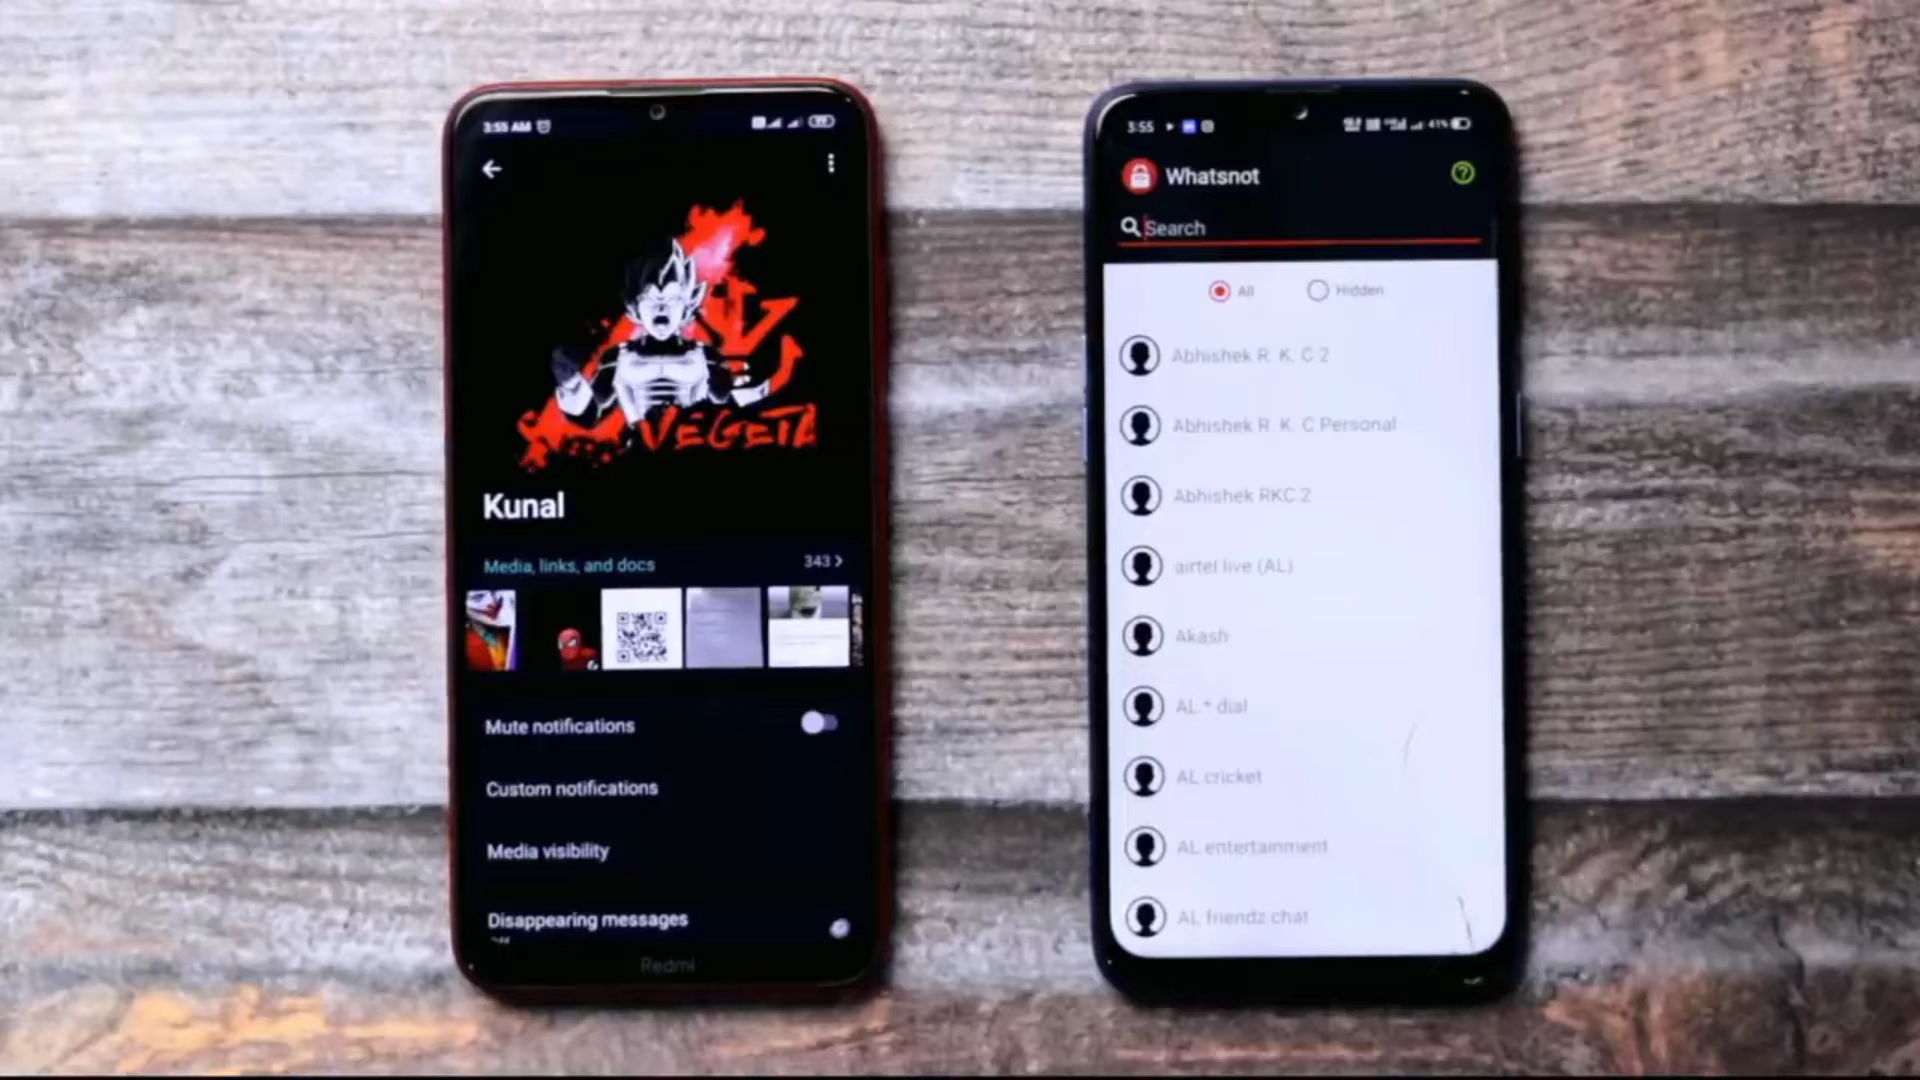 3:55 AM
VEGETA
Kunal
Media, links, and docs 343 >
Mute notifications
Custom notifications
Media visibility
Disappearing messages
Off
Redmi
3:55 41%
Whatsnot
Search
All Hidden
Abhishek R K. C 2
Abhishek R K. C Personal
Abhishek RKC 2
airtel live (AL)
Akash
AL * dial
AL cricket
AL entertainment
AL friendz chat